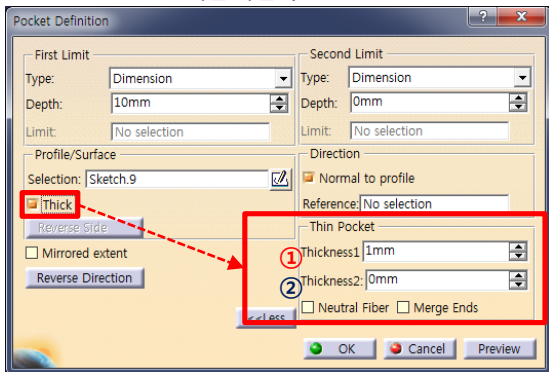 Pocket Definition
?
X
First Limit
Type: Dimension
Depth: 10mm
Limit: No selection
Profile/Surface
Selection: Sketch.9
Thick
Reverse Side
Mirrored extent
Reverse Direction
<<Less
Second Limit
Type: Dimension
Depth: 0mm
Limit: No selection
Direction
Normal to profile
Reference: No selection
Thin Pocket
① Thickness1 1mm
② Thickness2: 0mm
Neutral Fiber Merge Ends
OK Cancel Preview